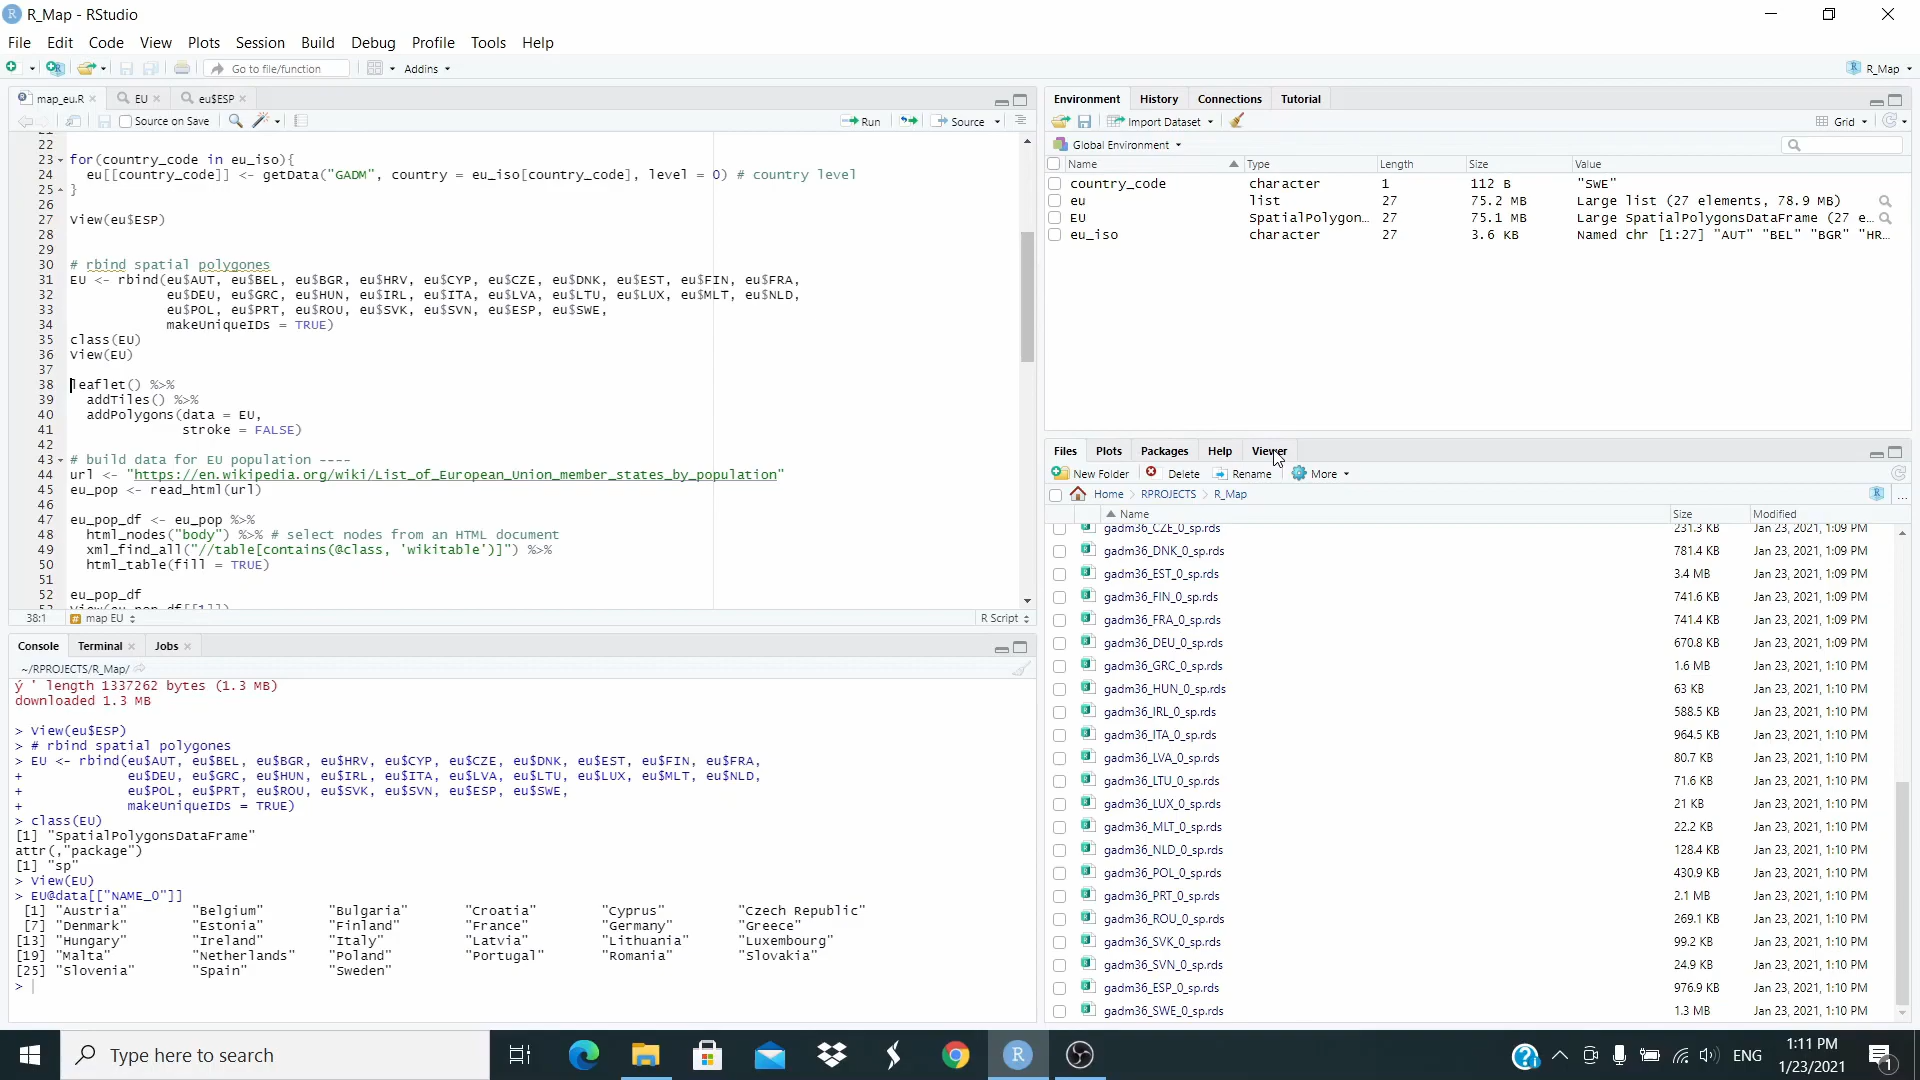 R_Map - RStudio
File Edit Code View Plots Session Build Debug Profile Tools Help
Go to file/function Addins R_Map
map_eu.R EU eu$ESP
Source on Save Run Source
22
23 for(country_code in eu_iso){
24 eu[[country_code]] <- getData("GADM", country = eu_iso[country_code], level = 0) # country level
25 }
26
27 View(eu$ESP)
28
29
30 # rbind spatial polygones
31 EU <- rbind(eu$AUT, eu$BEL, eu$BGR, eu$HRV, eu$CYP, eu$CZE, eu$DNK, eu$EST, eu$FIN, eu$FRA,
32 eu$DEU, eu$GRC, eu$HUN, eu$IRL, eu$ITA, eu$LVA, eu$LTU, eu$LUX, eu$MLT, eu$NLD,
33 eu$POL, eu$PRT, eu$ROU, eu$SVK, eu$SVN, eu$ESP, eu$SWE,
34 makeUniqueIDs = TRUE)
35 class(EU)
36 View(EU)
37
38 leaflet() %>%
39 addTiles() %>%
40 addPolygons(data = EU,
41 stroke = FALSE)
42
43 # build data for EU population ----
44 url <- "https://en.wikipedia.org/wiki/List_of_European_Union_member_states_by_population"
45 eu_pop <- read_html(url)
46
47 eu_pop_df <- eu_pop %>%
48 html_nodes("body") %>% # select nodes from an HTML document
49 xml_find_all("//table[contains(@class, 'wikitable')]") %>%
50 html_table(fill = TRUE)
51
52 eu_pop_df
53 View(eu_pop_df[[1]])
38:1 map EU R Script
Console Terminal Jobs
~/RPROJECTS/R_Map/
ý ' length 1337262 bytes (1.3 MB)
downloaded 1.3 MB
> View(eu$ESP)
> # rbind spatial polygones
> EU <- rbind(eu$AUT, eu$BEL, eu$BGR, eu$HRV, eu$CYP, eu$CZE, eu$DNK, eu$EST, eu$FIN, eu$FRA,
+ eu$DEU, eu$GRC, eu$HUN, eu$IRL, eu$ITA, eu$LVA, eu$LTU, eu$LUX, eu$MLT, eu$NLD,
+ eu$POL, eu$PRT, eu$ROU, eu$SVK, eu$SVN, eu$ESP, eu$SWE,
+ makeUniqueIDs = TRUE)
> class(EU)
[1] "SpatialPolygonsDataFrame"
attr(,"package")
[1] "sp"
> View(EU)
> EU@data[["NAME_0"]]
[1] "Austria" "Belgium" "Bulgaria" "Croatia" "Cyprus" "Czech Republic"
[7] "Denmark" "Estonia" "Finland" "France" "Germany" "Greece"
[13] "Hungary" "Ireland" "Italy" "Latvia" "Lithuania" "Luxembourg"
[19] "Malta" "Netherlands" "Poland" "Portugal" "Romania" "Slovakia"
[25] "Slovenia" "Spain" "Sweden"
>
Environment History Connections Tutorial
Import Dataset Grid
Global Environment
Name Type Length Size Value
country_code character 1 112 B "SWE"
eu list 27 75.2 MB Large list (27 elements, 78.9 MB)
EU SpatialPolygon... 27 75.1 MB Large SpatialPolygonsDataFrame (27 e...
eu_iso character 27 3.6 KB Named chr [1:27] "AUT" "BEL" "BGR" "HR...
Files Plots Packages Help Viewer
New Folder Delete Rename More
Home RPROJECTS R_Map ...
Name Size Modified
gadm36_CZE_0_sp.rds 231.3 KB Jan 23, 2021, 1:09 PM
gadm36_DNK_0_sp.rds 781.4 KB Jan 23, 2021, 1:09 PM
gadm36_EST_0_sp.rds 3.4 MB Jan 23, 2021, 1:09 PM
gadm36_FIN_0_sp.rds 741.6 KB Jan 23, 2021, 1:09 PM
gadm36_FRA_0_sp.rds 741.4 KB Jan 23, 2021, 1:09 PM
gadm36_DEU_0_sp.rds 670.8 KB Jan 23, 2021, 1:09 PM
gadm36_GRC_0_sp.rds 1.6 MB Jan 23, 2021, 1:10 PM
gadm36_HUN_0_sp.rds 63 KB Jan 23, 2021, 1:10 PM
gadm36_IRL_0_sp.rds 588.5 KB Jan 23, 2021, 1:10 PM
gadm36_ITA_0_sp.rds 964.5 KB Jan 23, 2021, 1:10 PM
gadm36_LVA_0_sp.rds 80.7 KB Jan 23, 2021, 1:10 PM
gadm36_LTU_0_sp.rds 71.6 KB Jan 23, 2021, 1:10 PM
gadm36_LUX_0_sp.rds 21 KB Jan 23, 2021, 1:10 PM
gadm36_MLT_0_sp.rds 22.2 KB Jan 23, 2021, 1:10 PM
gadm36_NLD_0_sp.rds 128.4 KB Jan 23, 2021, 1:10 PM
gadm36_POL_0_sp.rds 430.9 KB Jan 23, 2021, 1:10 PM
gadm36_PRT_0_sp.rds 2.1 MB Jan 23, 2021, 1:10 PM
gadm36_ROU_0_sp.rds 269.1 KB Jan 23, 2021, 1:10 PM
gadm36_SVK_0_sp.rds 99.2 KB Jan 23, 2021, 1:10 PM
gadm36_SVN_0_sp.rds 24.9 KB Jan 23, 2021, 1:10 PM
gadm36_ESP_0_sp.rds 976.9 KB Jan 23, 2021, 1:10 PM
gadm36_SWE_0_sp.rds 1.3 MB Jan 23, 2021, 1:10 PM
Type here to search
ENG
1:11 PM
1/23/2021
1